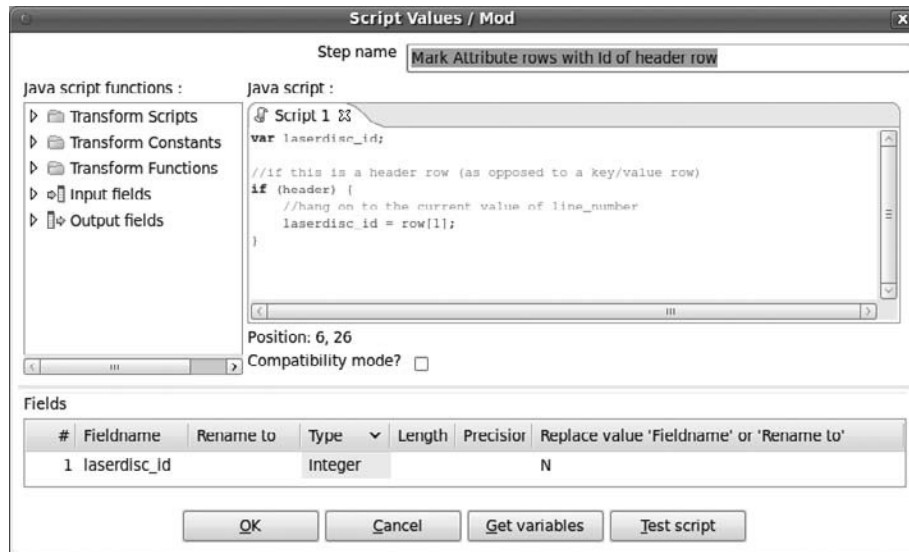 Script Values / Mod
Step name Mark Attribute rows with Id of header row
Java script functions :
Transform Scripts
Transform Constants
Transform Functions
Input fields
Output fields
Java script :
Script 1
var laserdisc_id;
//if this is a header row (as opposed to a key/value row)
if (header) {
//hang on to the current value of line_number
laserdisc_id = row[1];
}
Position: 6, 26
Compatibility mode?
Fields
# Fieldname Rename to Type Length Precisior Replace value 'Fieldname' or 'Rename to'
1 laserdisc_id Integer N
OK Cancel Get variables Test script